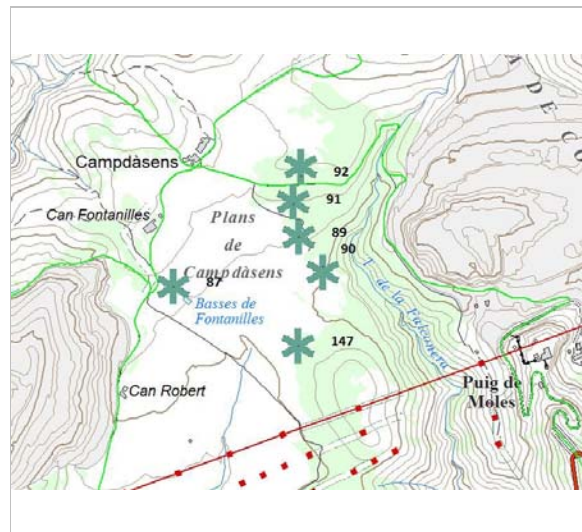 A D E C O
Campdàsens
92
91
Can Fontanilles
Plans
de
Campdàsens
89
90
87
Basses de
Fontanilles
T. de la Falconera
147
Can Robert
Puig de
Moles